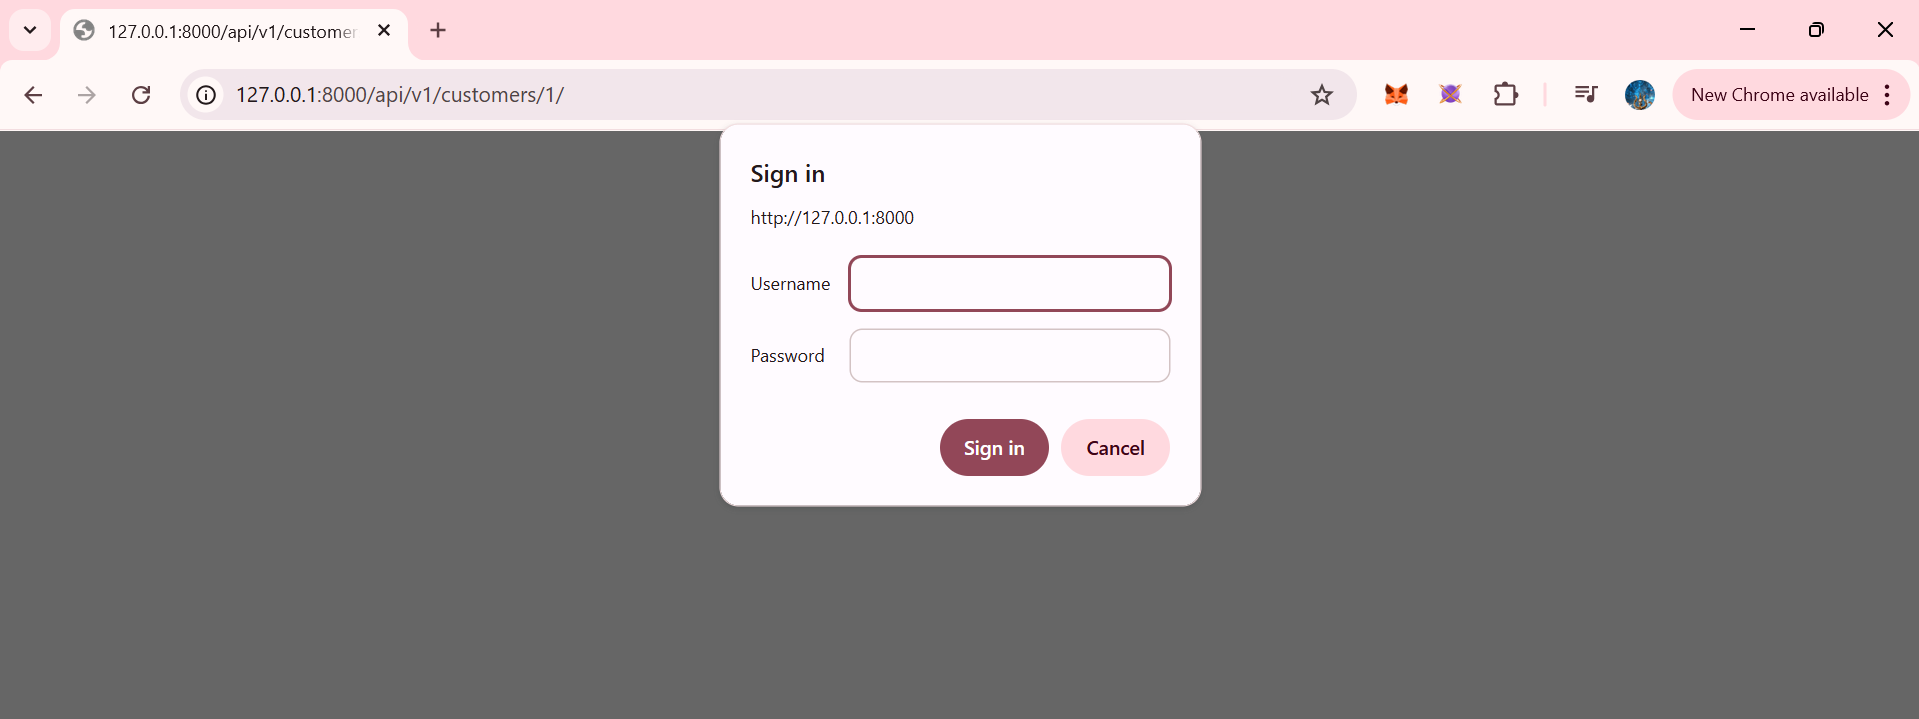 127.0.0.1:8000/api/v1/customer
127.0.0.1:8000/api/v1/customers/1/
New Chrome available
Sign in
http://127.0.0.1:8000
Username
Password
Sign in
Cancel